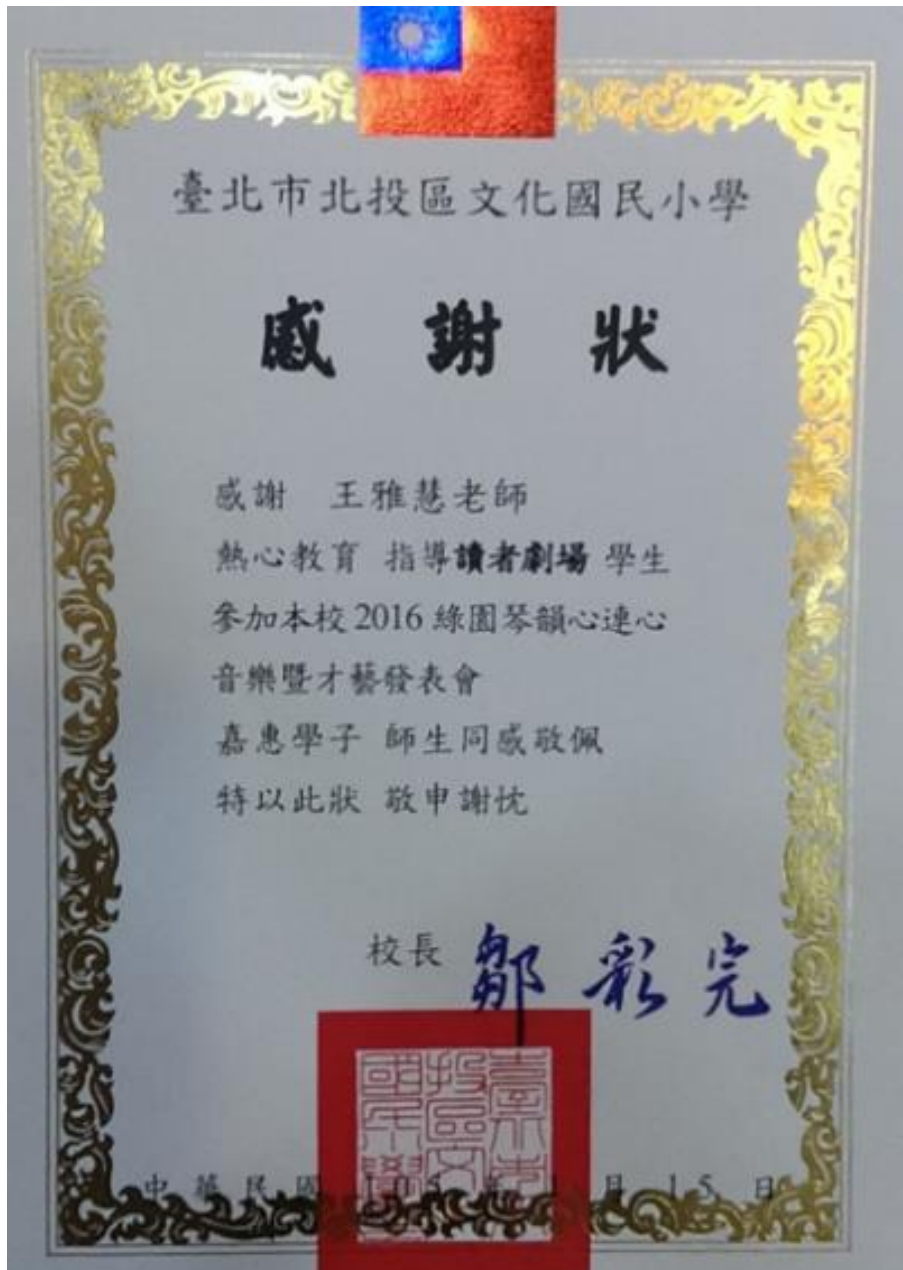 臺北市北投區文化國民小學
感謝狀
感謝 王雅慧老師
熱心教育 指導讀者劇場 學生
參加本校2016綠園琴韻心連心
音樂暨才藝發表會
嘉惠學子 師生同感敬佩
特以此狀 敬申謝忱
校長 鄒彩完
中華民國 105 年 1 月 15 日